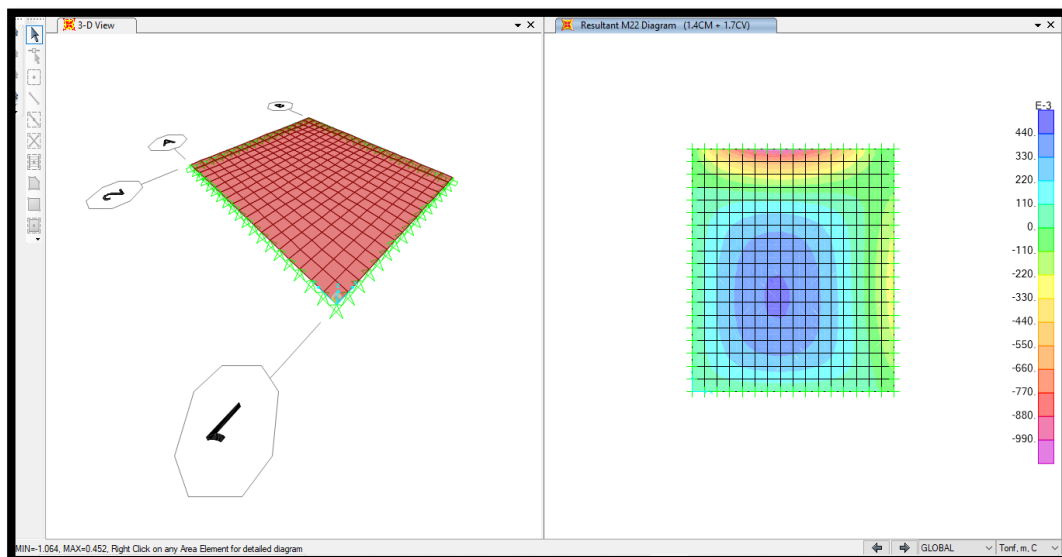 3-D View
Resultant M22 Diagram (1.4CM + 1.7CV)
1
E-3
440.
330.
220.
110.
0.
-110.
-220.
-330.
-440.
-550.
-660.
-770.
-880.
-990.
MIN=-1.064, MAX=0.452, Right Click on any Area Element for detailed diagram
GLOBAL
Tonf, m, C